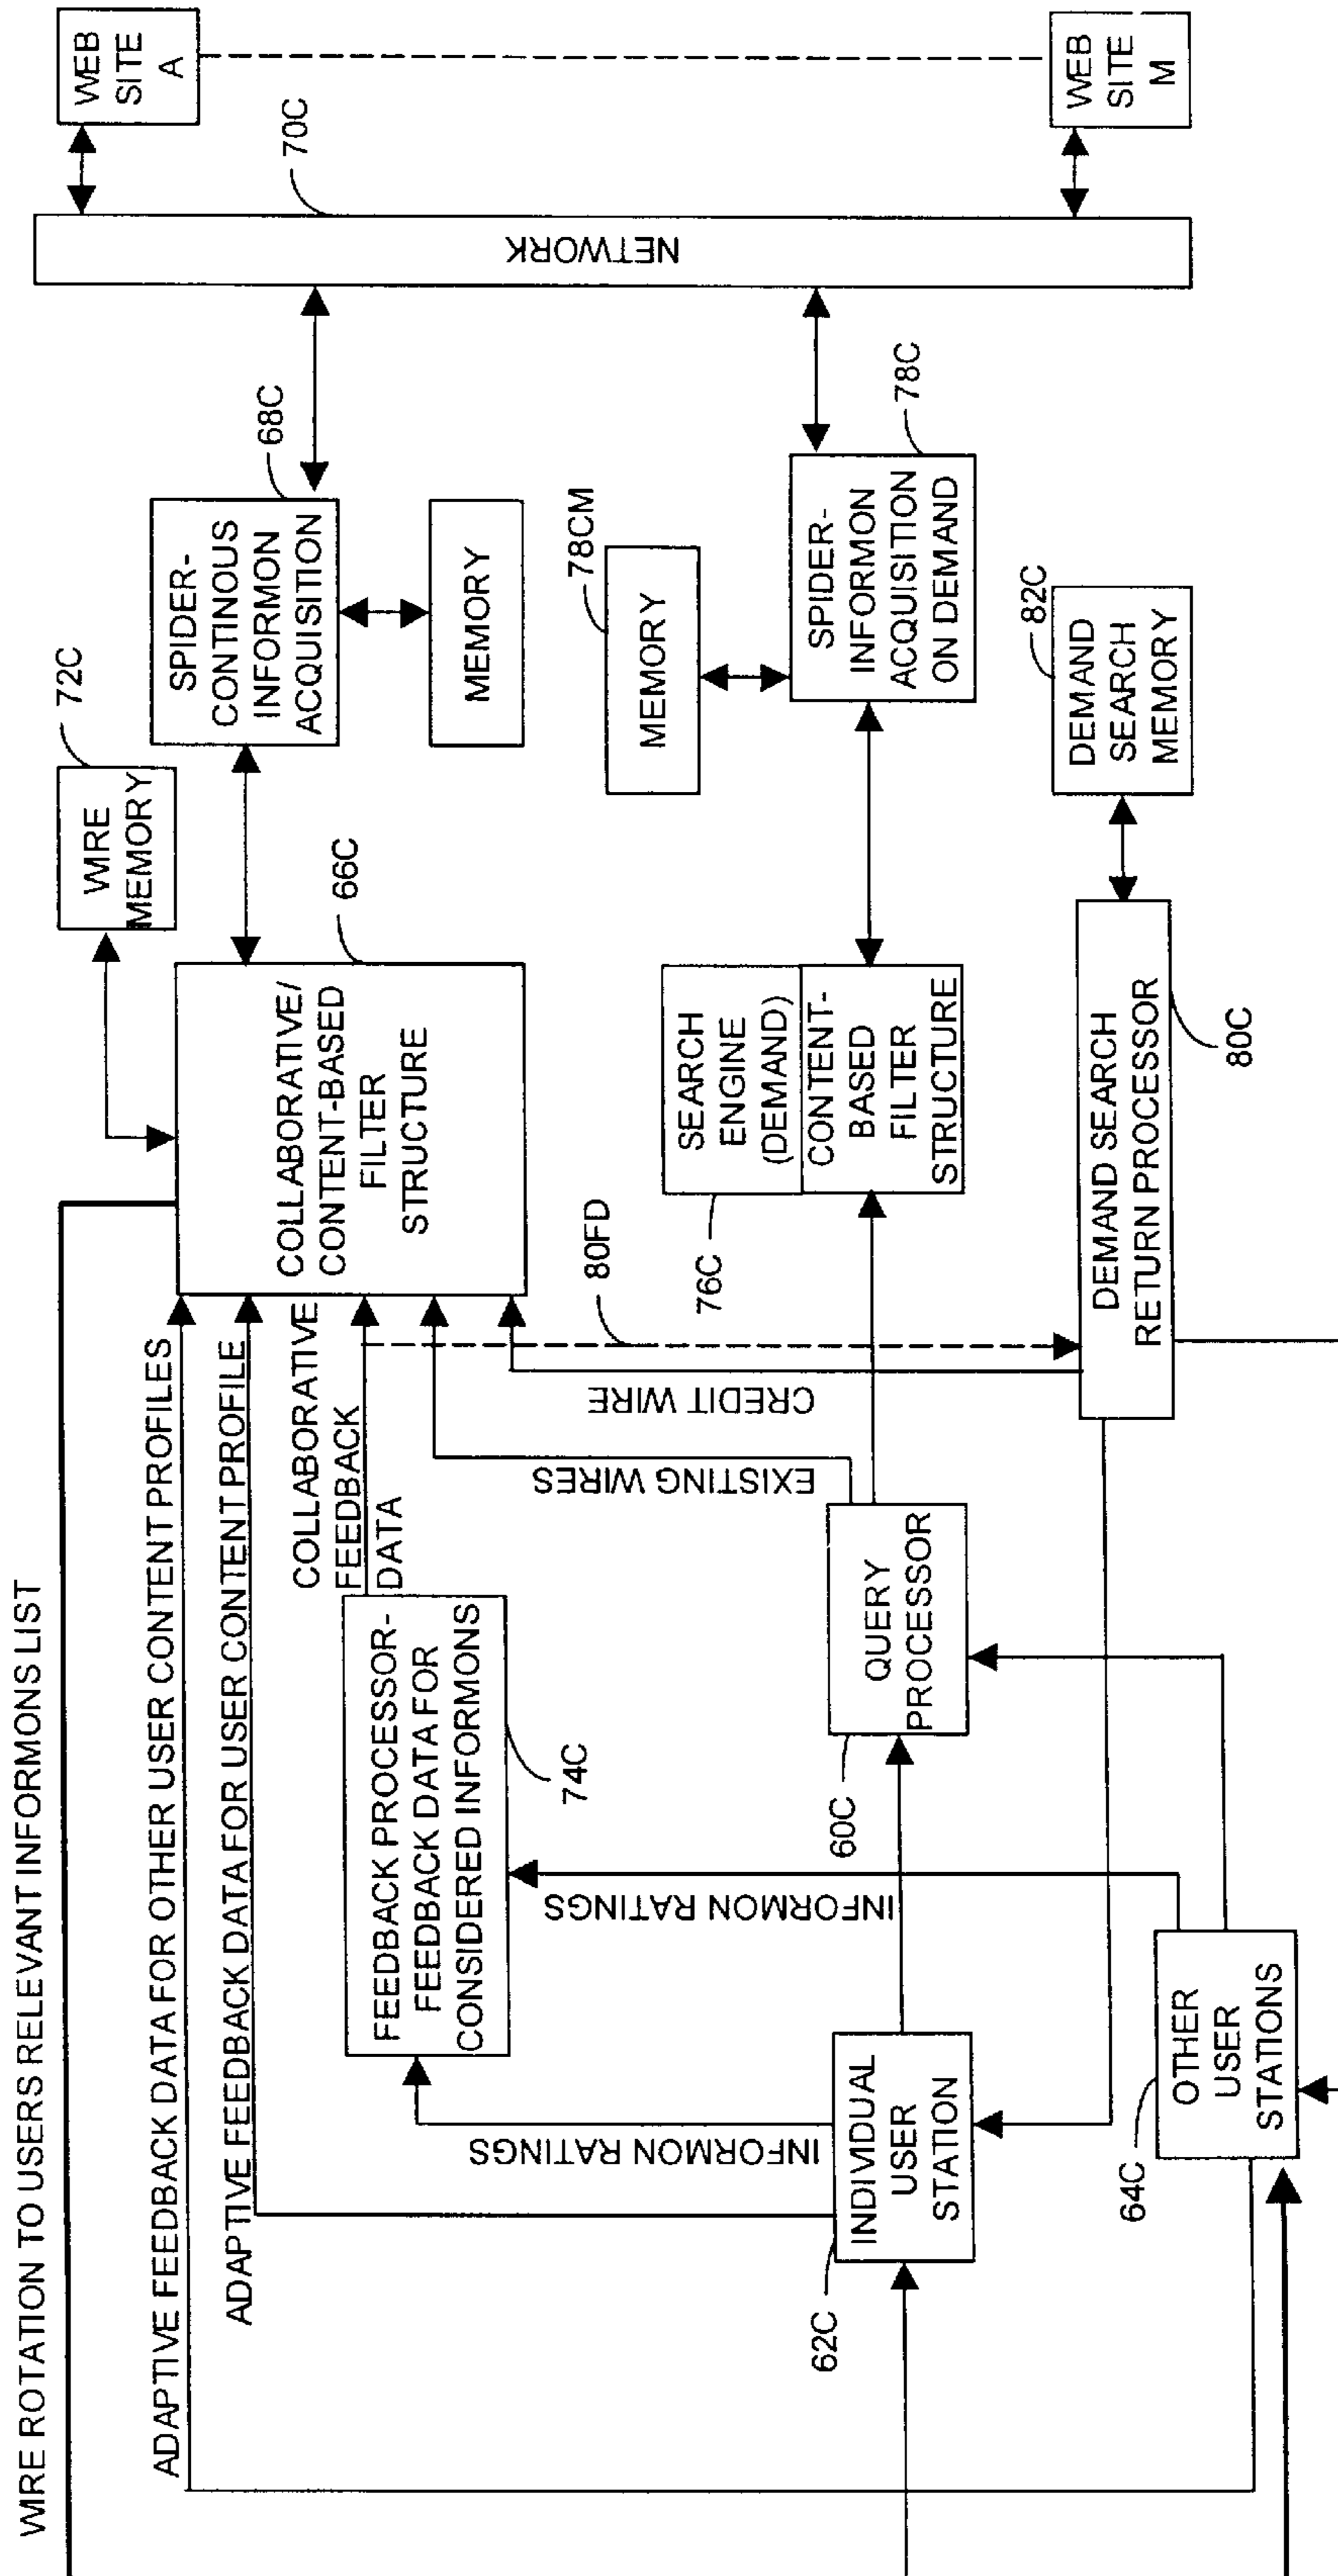 WIRE ROTATION TO USERS RELEVANT INFORMONS LIST
ADAPTIVE FEEDBACK DATA FOR OTHER USER CONTENT PROFILES
ADAPTIVE FEEDBACK DATA FOR USER CONTENT PROFILE
COLLABORATIVE
FEEDBACK
DATA
FEEDBACK PROCESSOR-
FEEDBACK DATA FOR
CONSIDERED INFORMONS
74C
INFORMON RATINGS
INFORMON RATINGS
62C
INDIVIDUAL
USER
STATION
64C
OTHER
USER
STATIONS
60C
QUERY
PROCESSOR
EXISTING WIRES
CREDIT WIRE
80FD
COLLABORATIVE/
CONTENT-BASED
FILTER
STRUCTURE
66C
WIRE
MEMORY
72C
76C
SEARCH
ENGINE
(DEMAND)
CONTENT-
BASED
FILTER
STRUCTURE
DEMAND SEARCH
RETURN PROCESSOR
80C
DEMAND
SEARCH
MEMORY
82C
SPIDER-
CONTINOUS
INFORMON
ACQUISITION
68C
MEMORY
MEMORY
78CM
SPIDER-
INFORMON
ACQUISITION
ON DEMAND
78C
NETWORK
70C
WEB
SITE
A
WEB
SITE
M